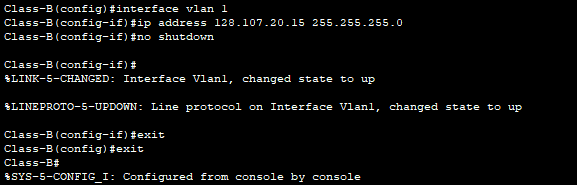 Class-B(config)#interface vlan 1
Class-B(config-if)#ip address 128.107.20.15 255.255.255.0
Class-B(config-if)#no shutdown
Class-B(config-if)#
%LINK-5-CHANGED: Interface Vlan1, changed state to up
%LINEPROTO-5-UPDOWN: Line protocol on Interface Vlan1, changed state to up
Class-B(config-if)#exit
Class-B(config)#exit
Class-B#
%SYS-5-CONFIG_I: Configured from console by console